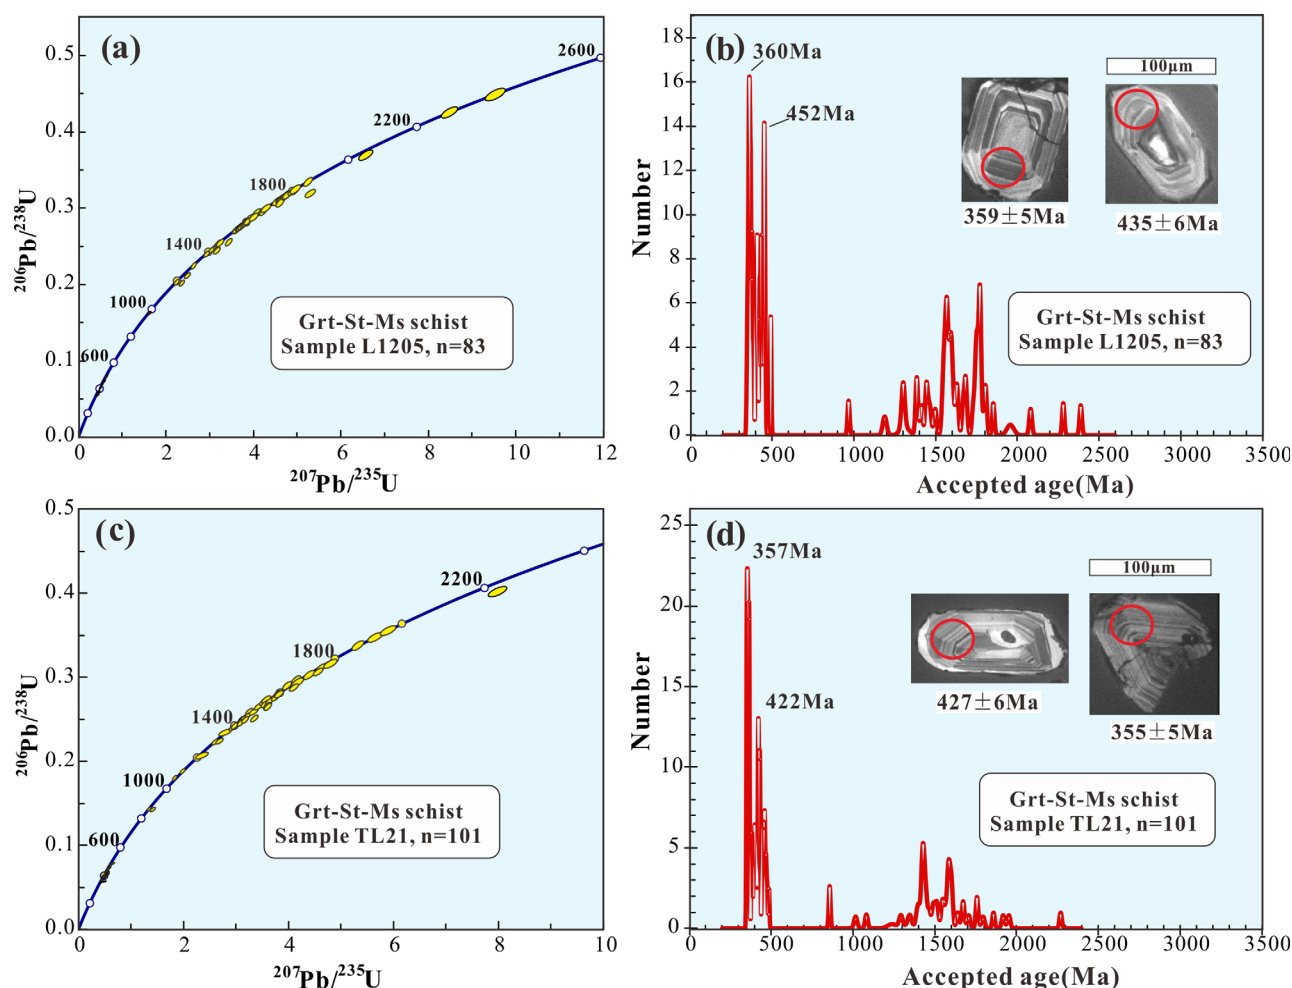 (a)
0.5
0.4
0.3
0.2
0.1
0.0
206Pb/238U
2600
2200
1800
1400
1000
600
Grt-St-Ms schist
Sample L1205, n=83
0 2 4 6 8 10 12
207Pb/235U
(b)
18
16
14
12
10
8
6
4
2
0
Number
360Ma
452Ma
100μm
359±5Ma
435±6Ma
Grt-St-Ms schist
Sample L1205, n=83
0 500 1000 1500 2000 2500 3000 3500
Accepted age(Ma)
(c)
0.5
0.4
0.3
0.2
0.1
0.0
206Pb/238U
2200
1800
1400
1000
600
Grt-St-Ms schist
Sample TL21, n=101
0 2 4 6 8 10
207Pb/235U
(d)
25
20
15
10
5
0
Number
357Ma
422Ma
100μm
427±6Ma
355±5Ma
Grt-St-Ms schist
Sample TL21, n=101
0 500 1000 1500 2000 2500 3000 3500
Accepted age(Ma)